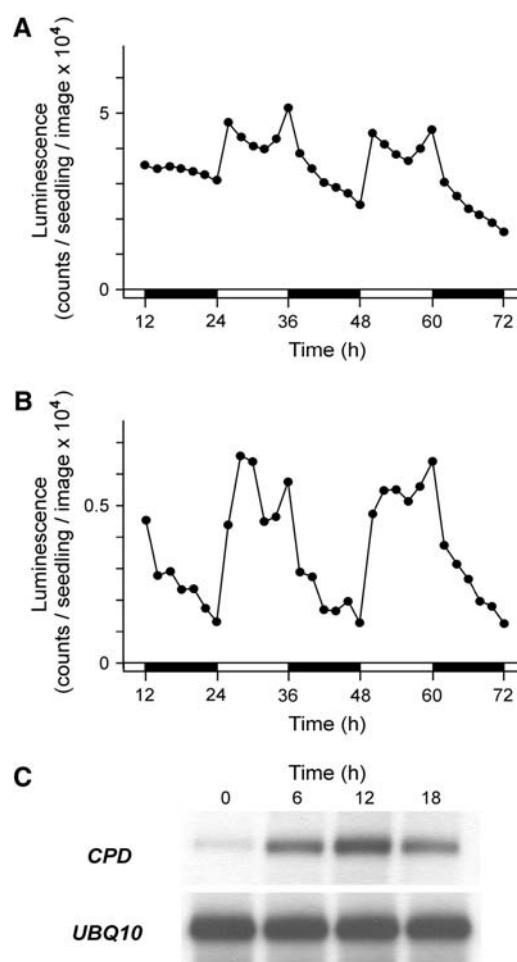 A
Luminescence
(counts / seedling / image x 10⁴)
5
0
12 24 36 48 60 72
Time (h)
B
Luminescence
(counts / seedling / image x 10⁴)
0.5
0
12 24 36 48 60 72
Time (h)
C
Time (h)
0 6 12 18
CPD
UBQ10